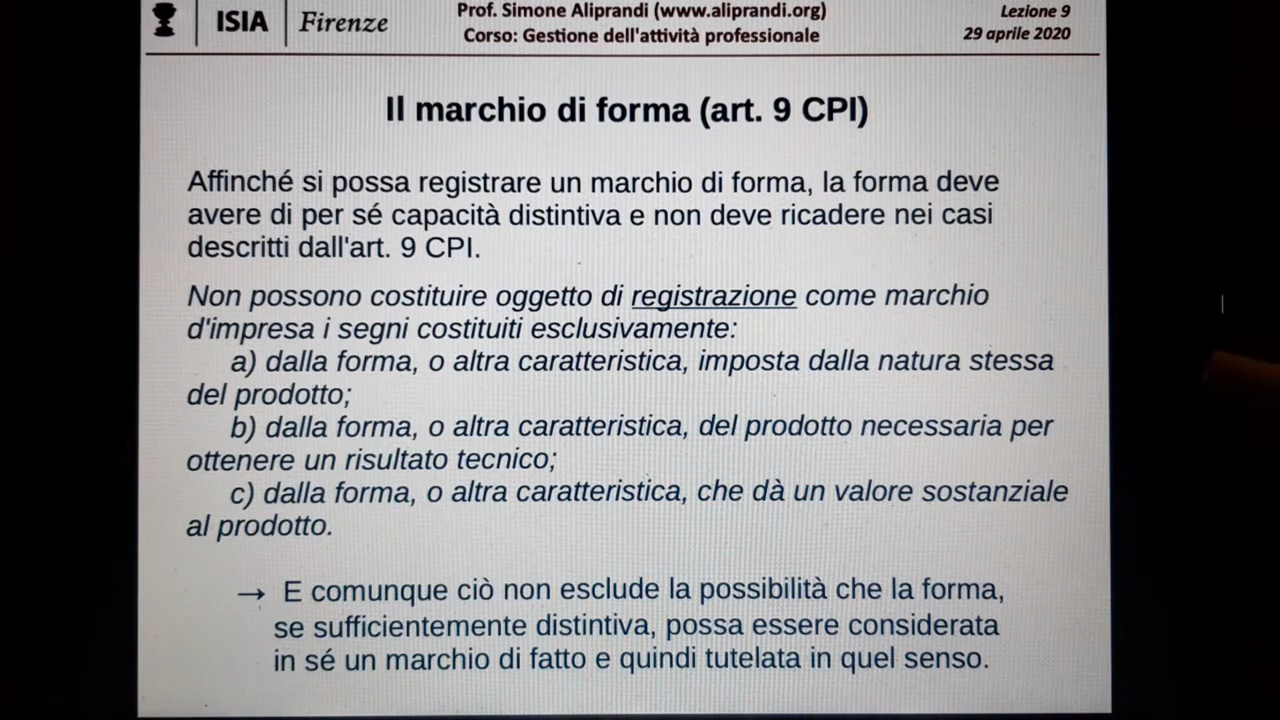 ISIA Firenze
Prof. Simone Aliprandi (www.aliprandi.org)
Corso: Gestione dell'attività professionale
Lezione 9
29 aprile 2020
Il marchio di forma (art. 9 CPI)
Affinché si possa registrare un marchio di forma, la forma deve
avere di per sé capacità distintiva e non deve ricadere nei casi
descritti dall'art. 9 CPI.
Non possono costituire oggetto di registrazione come marchio
d'impresa i segni costituiti esclusivamente:
a) dalla forma, o altra caratteristica, imposta dalla natura stessa
del prodotto;
b) dalla forma, o altra caratteristica, del prodotto necessaria per
ottenere un risultato tecnico;
c) dalla forma, o altra caratteristica, che dà un valore sostanziale
al prodotto.
→ E comunque ciò non esclude la possibilità che la forma,
se sufficientemente distintiva, possa essere considerata
in sé un marchio di fatto e quindi tutelata in quel senso.